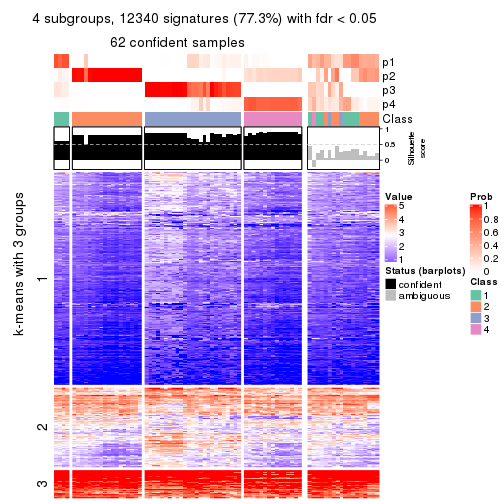 4 subgroups, 12340 signatures (77.3%) with fdr < 0.05
62 confident samples
p1
p2
p3
p4
Class
1
0.5
0
Silhouette
score
k-means with 3 groups
1
2
3
Value
5
4
3
2
1
Status (barplots)
confident
ambiguous
Prob
1
0.8
0.6
0.4
0.2
0
Class
1
2
3
4